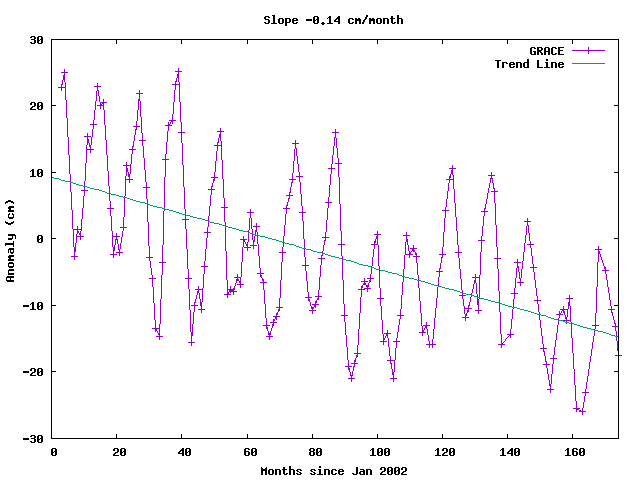 Slope -0.14 cm/month
GRACE
Trend Line
30
20
10
0
-10
-20
-30
Anomaly (cm)
0 20 40 60 80 100 120 140 160
Months since Jan 2002